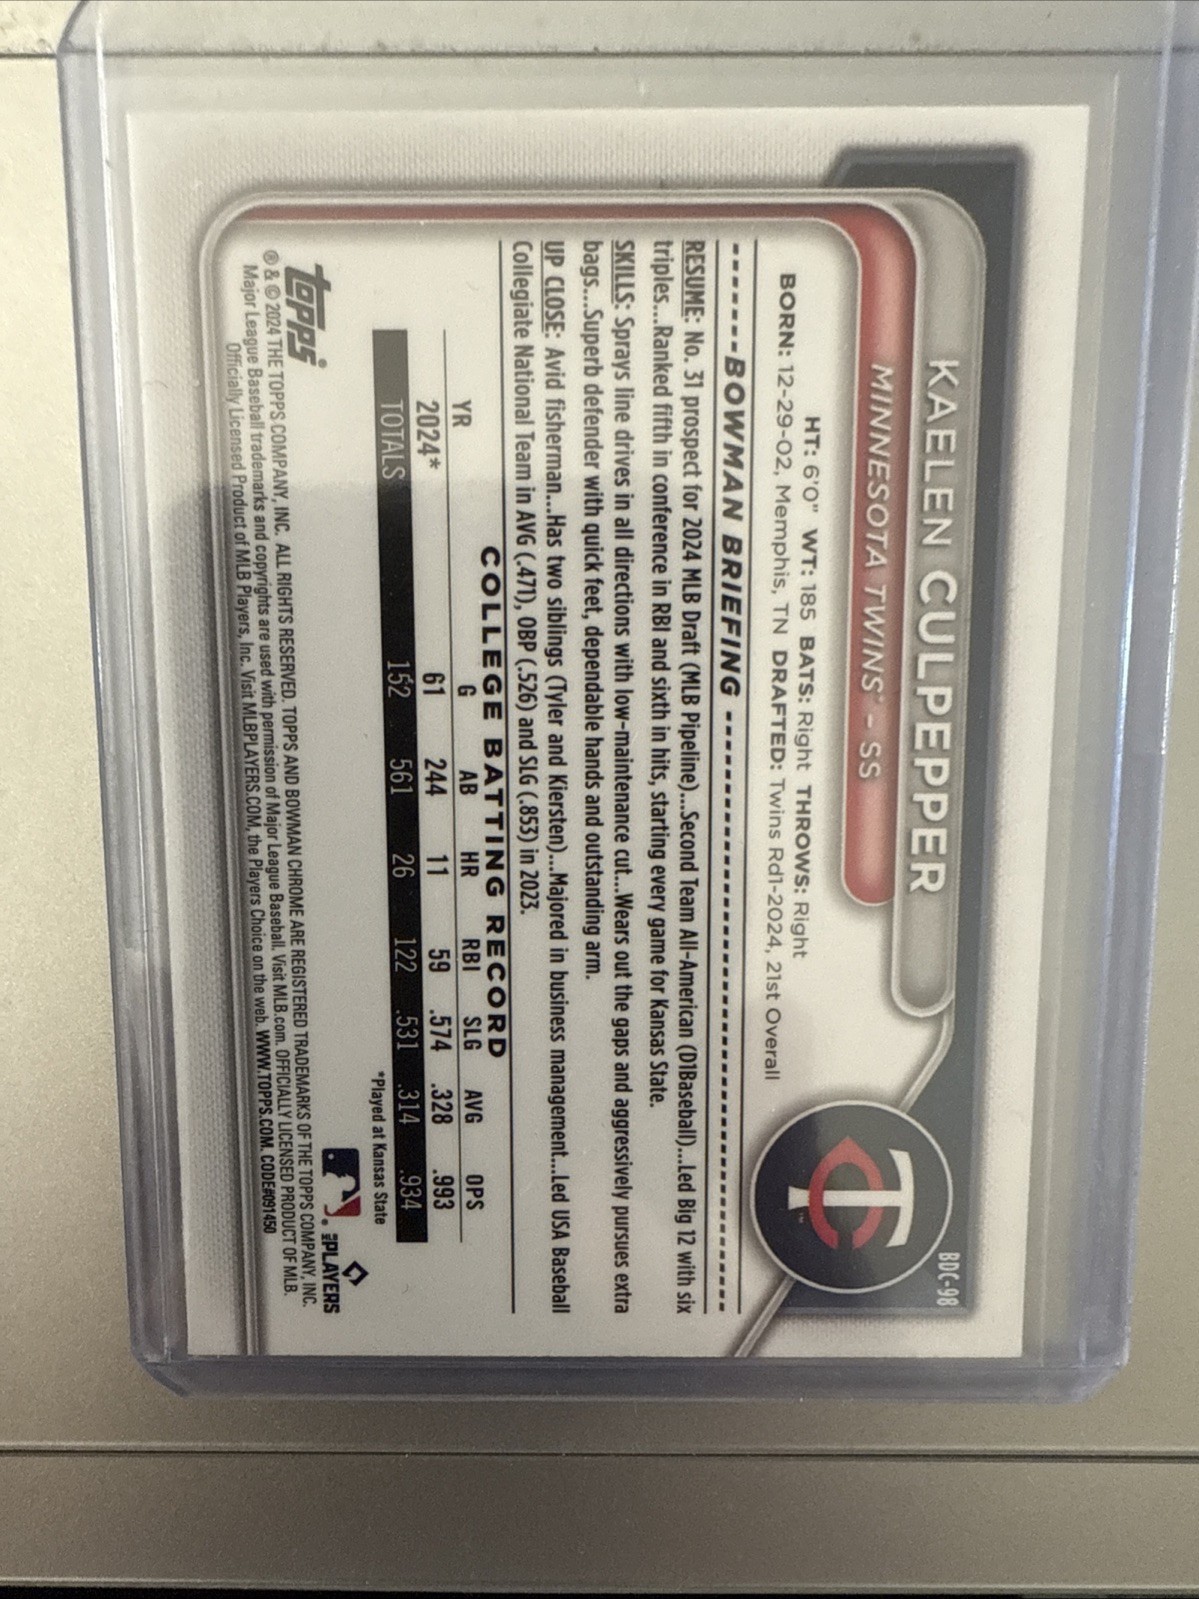 BDC-98
KAELEN CULPEPPER
MINNESOTA TWINS® - SS
TC
™
HT: 6'0" WT: 185 BATS: Right THROWS: Right
BORN: 12-29-02, Memphis, TN DRAFTED: Twins Rd1-2024, 21st Overall
BOWMAN BRIEFING
RESUME: No. 31 prospect for 2024 MLB Draft (MLB Pipeline)...Second Team All-American (D1Baseball)...Led Big 12 with six
triples...Ranked fifth in conference in RBI and sixth in hits, starting every game for Kansas State.
SKILLS: Sprays line drives in all directions with low-maintenance cut...Wears out the gaps and aggressively pursues extra
bags...Superb defender with quick feet, dependable hands and outstanding arm.
UP CLOSE: Avid fisherman...Has two siblings (Tyler and Kiersten)...Majored in business management...Led USA Baseball
Collegiate National Team in AVG (.471), OBP (.526) and SLG (.853) in 2023.
COLLEGE BATTING RECORD
YR G AB HR RBI SLG AVG OPS
2024* 61 244 11 59 .574 .328 .993
TOTALS 152 561 26 122 .531 .314 .934
*Played at Kansas State
topps
MLB PLAYERS
® & © 2024 THE TOPPS COMPANY, INC. ALL RIGHTS RESERVED. TOPPS AND BOWMAN CHROME ARE REGISTERED TRADEMARKS OF THE TOPPS COMPANY, INC.
Major League Baseball trademarks and copyrights are used with permission of Major League Baseball. Visit MLB.com. OFFICIALLY LICENSED PRODUCT OF MLB.
Officially Licensed Product of MLB Players, Inc. Visit MLBPLAYERS.COM, the Players Choice on the web. WWW.TOPPS.COM. CODE#091450